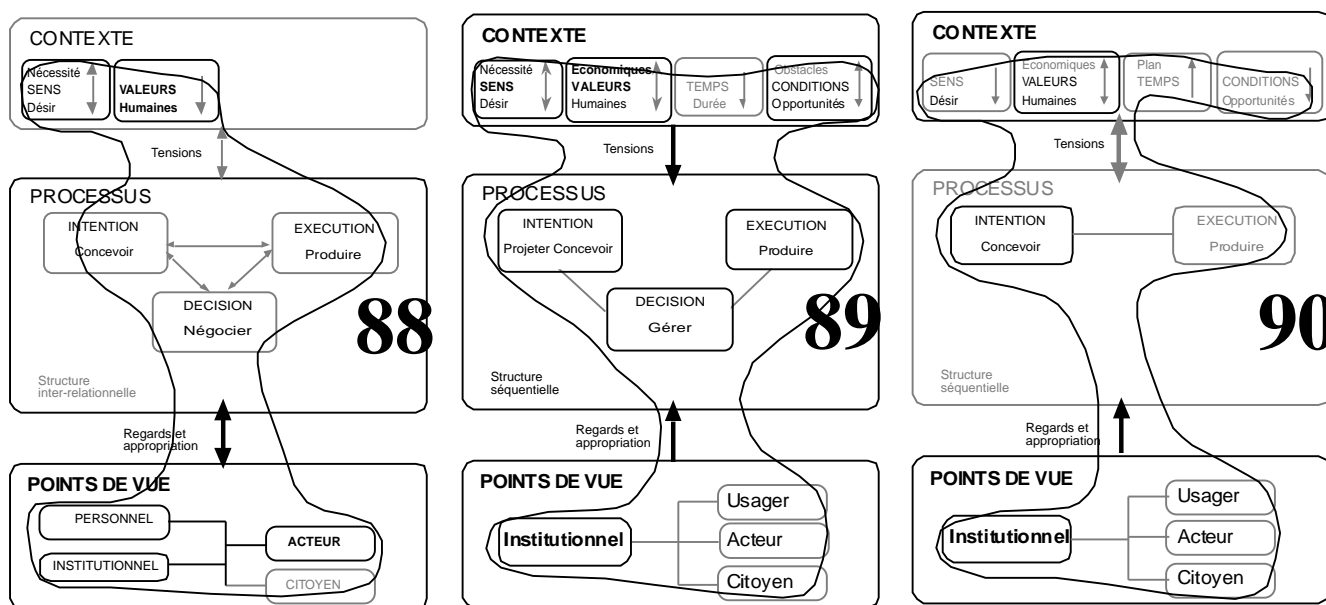 CONTEXTE
Nécessité
SENS
Désir
VALEURS
Humaines
Tensions
PROCESSUS
INTENTION
Concevoir
EXECUTION
Produire
DECISION
Négocier
88
Structure
inter-relationnelle
Regards et
appropriation
POINTS DE VUE
PERSONNEL
INSTITUTIONNEL
ACTEUR
CITOYEN
CONTEXTE
Nécessité
SENS
Désir
Economiques
VALEURS
Humaines
TEMPS
Durée
Obstacles
CONDITIONS
Opportunités
Tensions
PROCESSUS
INTENTION
Projeter Concevoir
EXECUTION
Produire
DECISION
Gérer
89
Structure
séquentielle
Regards et
appropriation
POINTS DE VUE
Institutionnel
Usager
Acteur
Citoyen
CONTEXTE
SENS
Désir
Economiques
VALEURS
Humaines
Plan
TEMPS
CONDITIONS
Opportunités
Tensions
PROCESSUS
INTENTION
Concevoir
EXECUTION
Produire
90
Structure
séquentielle
Regards et
appropriation
POINTS DE VUE
Institutionnel
Usager
Acteur
Citoyen